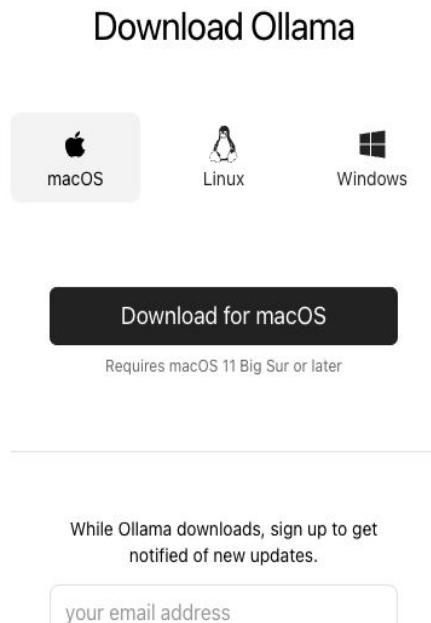 Download Ollama
macOS
Linux
Windows
Download for macOS
Requires macOS 11 Big Sur or later
While Ollama downloads, sign up to get
notified of new updates.
your email address